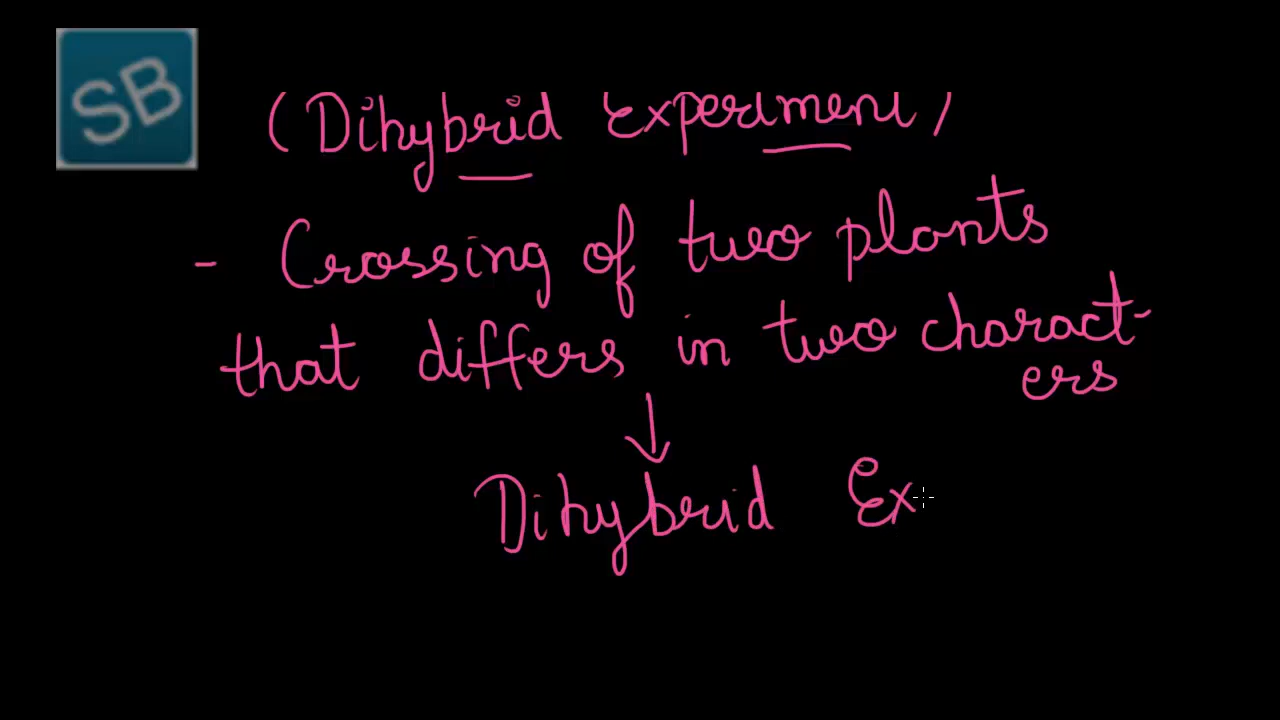 SB
(Dihybrid Experiment)
- Crossing of two plants
that differs in two charact-
ers
↓
Dihybrid Ex